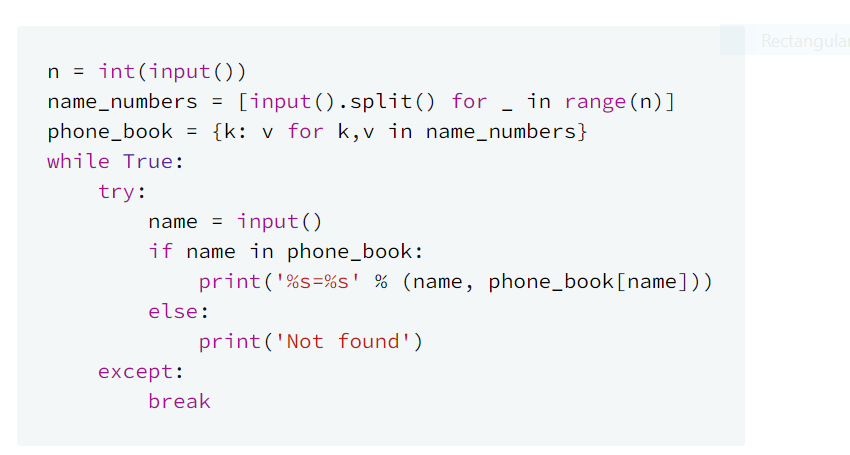 Rectangular
n = int(input())
name_numbers = [input().split() for _ in range(n)]
phone_book = {k: v for k,v in name_numbers}
while True:
    try:
        name = input()
        if name in phone_book:
            print('%s=%s' % (name, phone_book[name]))
        else:
            print('Not found')
    except:
        break